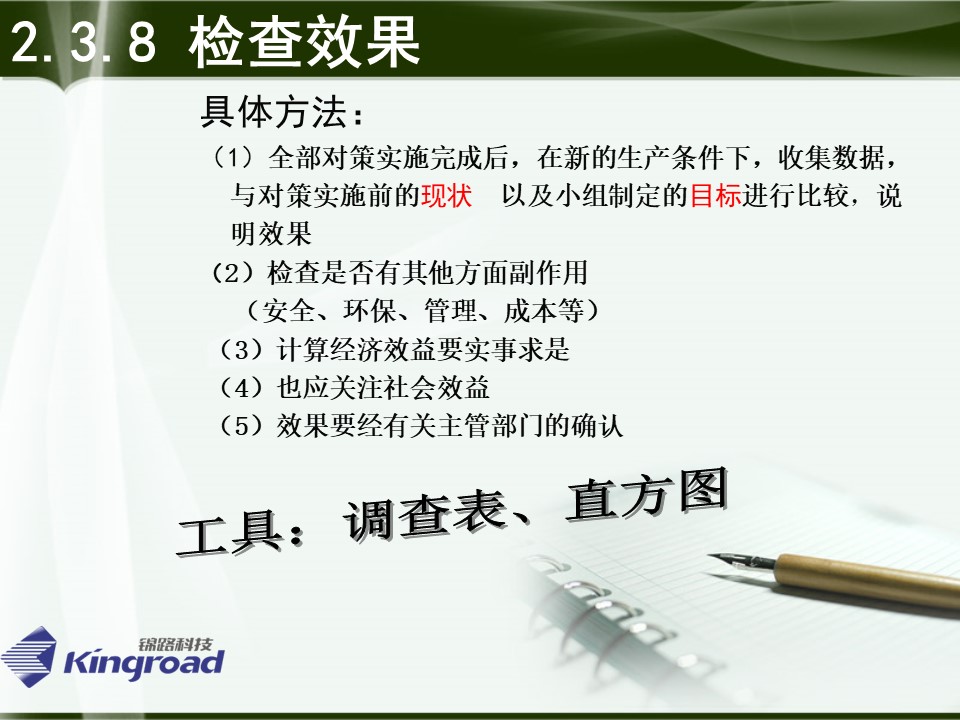 2.3.8 检查效果
具体方法：
（1）全部对策实施完成后，在新的生产条件下，收集数据，
与对策实施前的现状 以及小组制定的目标进行比较，说
明效果
（2）检查是否有其他方面副作用
（安全、环保、管理、成本等）
（3）计算经济效益要实事求是
（4）也应关注社会效益
（5）效果要经有关主管部门的确认
工具：调查表、直方图
锦路科技
Kingroad